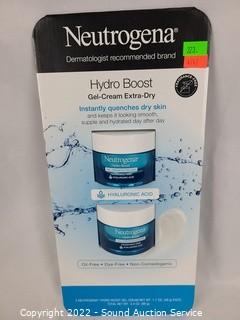 Neutrogena®
Dermatologist recommended brand
Hydro Boost
Gel-Cream Extra-Dry
Instantly quenches dry skin
and keeps it looking smooth,
supple and hydrated day after day
Neutrogena®
Hydro Boost
HYALURONIC ACID
Neutrogena®
Hydro Boost
Oil-Free • Dye-Free • Non-Comedogenic
Copyright 2022 - Sound Auction Service